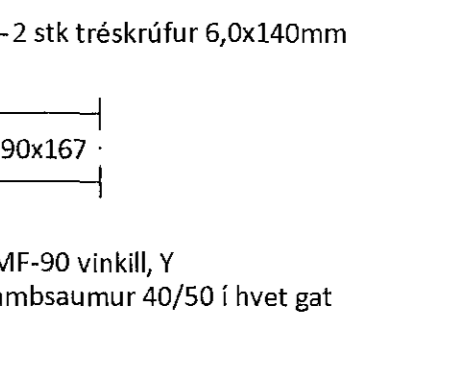 -2 stk tréskrúfur 6,0x140mm
90x167
MF-90 vinkill, Y
ambsaumur 40/50 í hvet gat